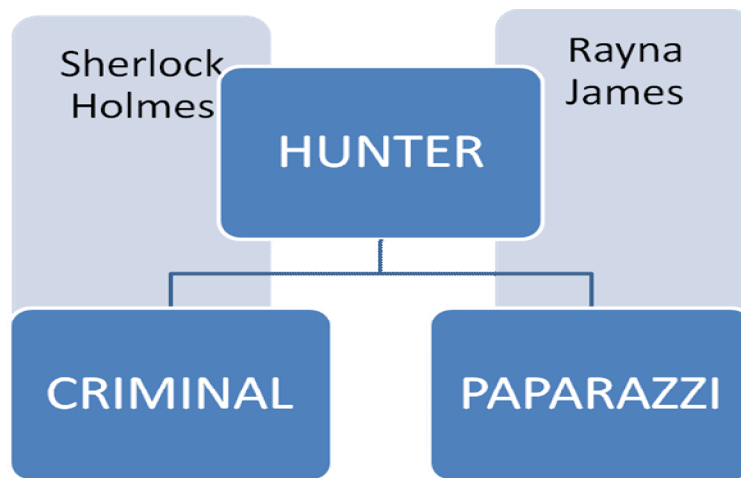 Sherlock
Holmes
Rayna
James
HUNTER
CRIMINAL
PAPARAZZI